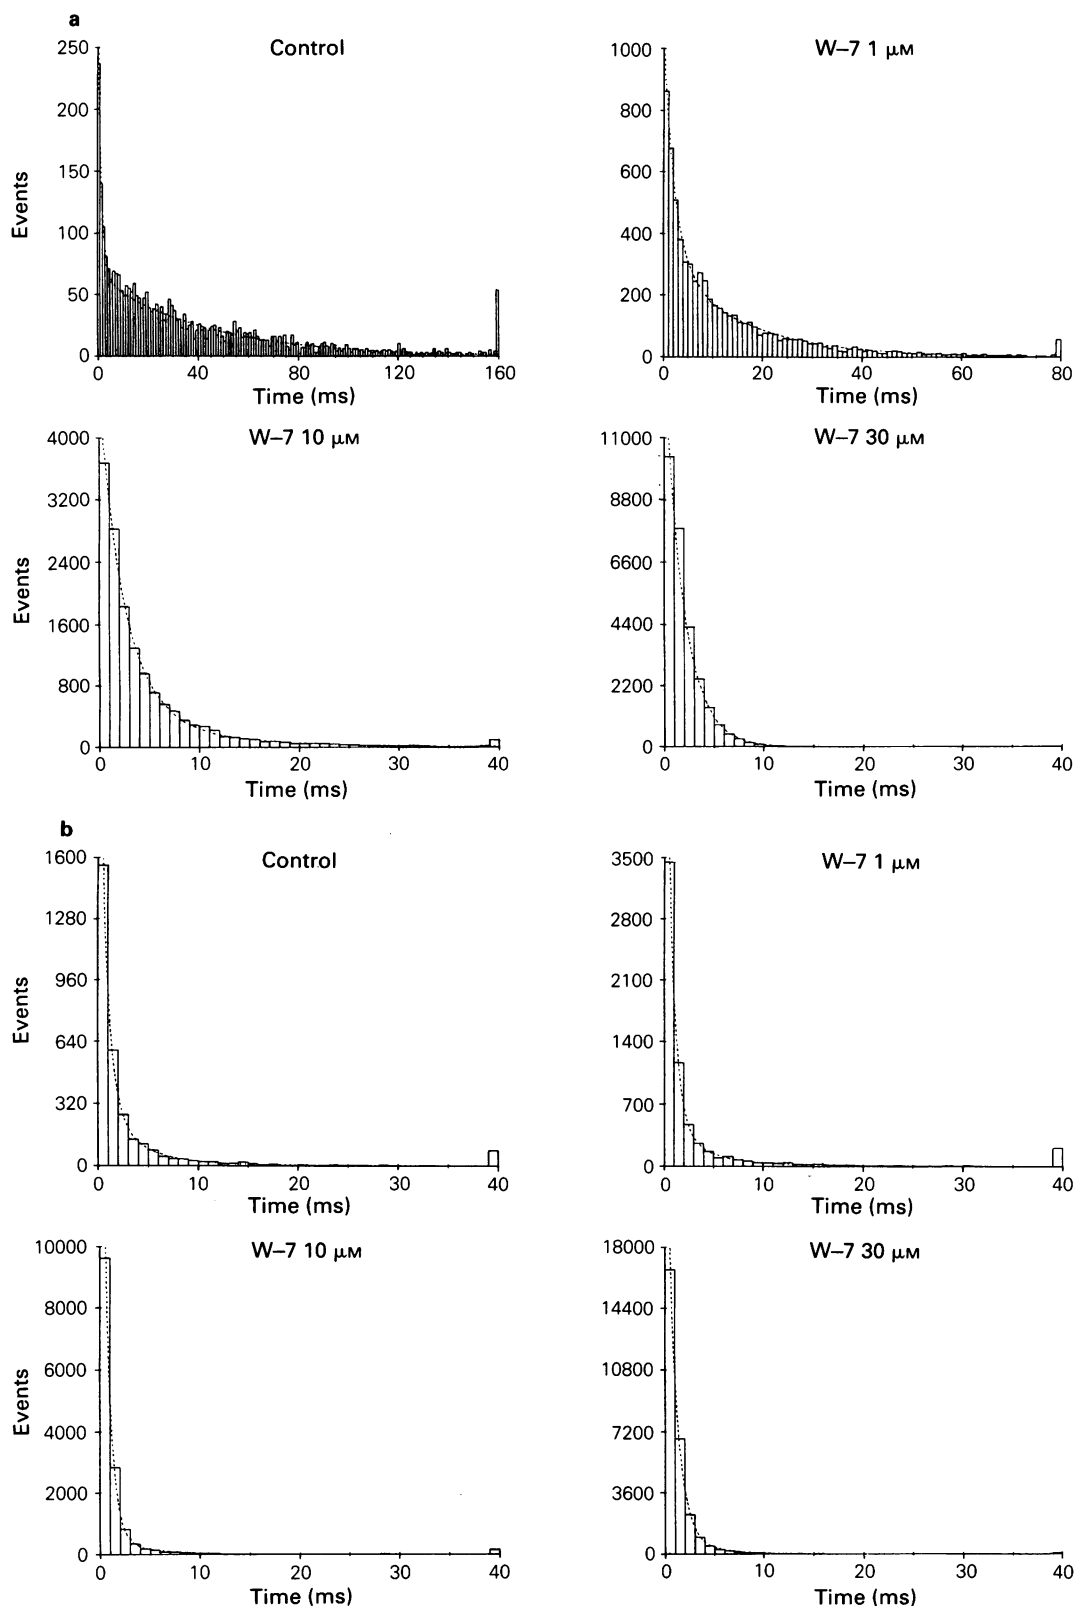 a
Control
250
200
150
100
50
0
Events
0 40 80 120 160
Time (ms)
W–7 1 μM
1000
800
600
400
200
0
0 20 40 60 80
Time (ms)
W–7 10 μM
4000
3200
2400
1600
800
0
Events
0 10 20 30 40
Time (ms)
W–7 30 μM
11000
8800
6600
4400
2200
0
0 10 20 30 40
Time (ms)
b
Control
1600
1280
960
640
320
0
Events
0 10 20 30 40
Time (ms)
W–7 1 μM
3500
2800
2100
1400
700
0
0 10 20 30 40
Time (ms)
W–7 10 μM
10000
8000
6000
4000
2000
0
Events
0 10 20 30 40
Time (ms)
W–7 30 μM
18000
14400
10800
7200
3600
0
0 10 20 30 40
Time (ms)